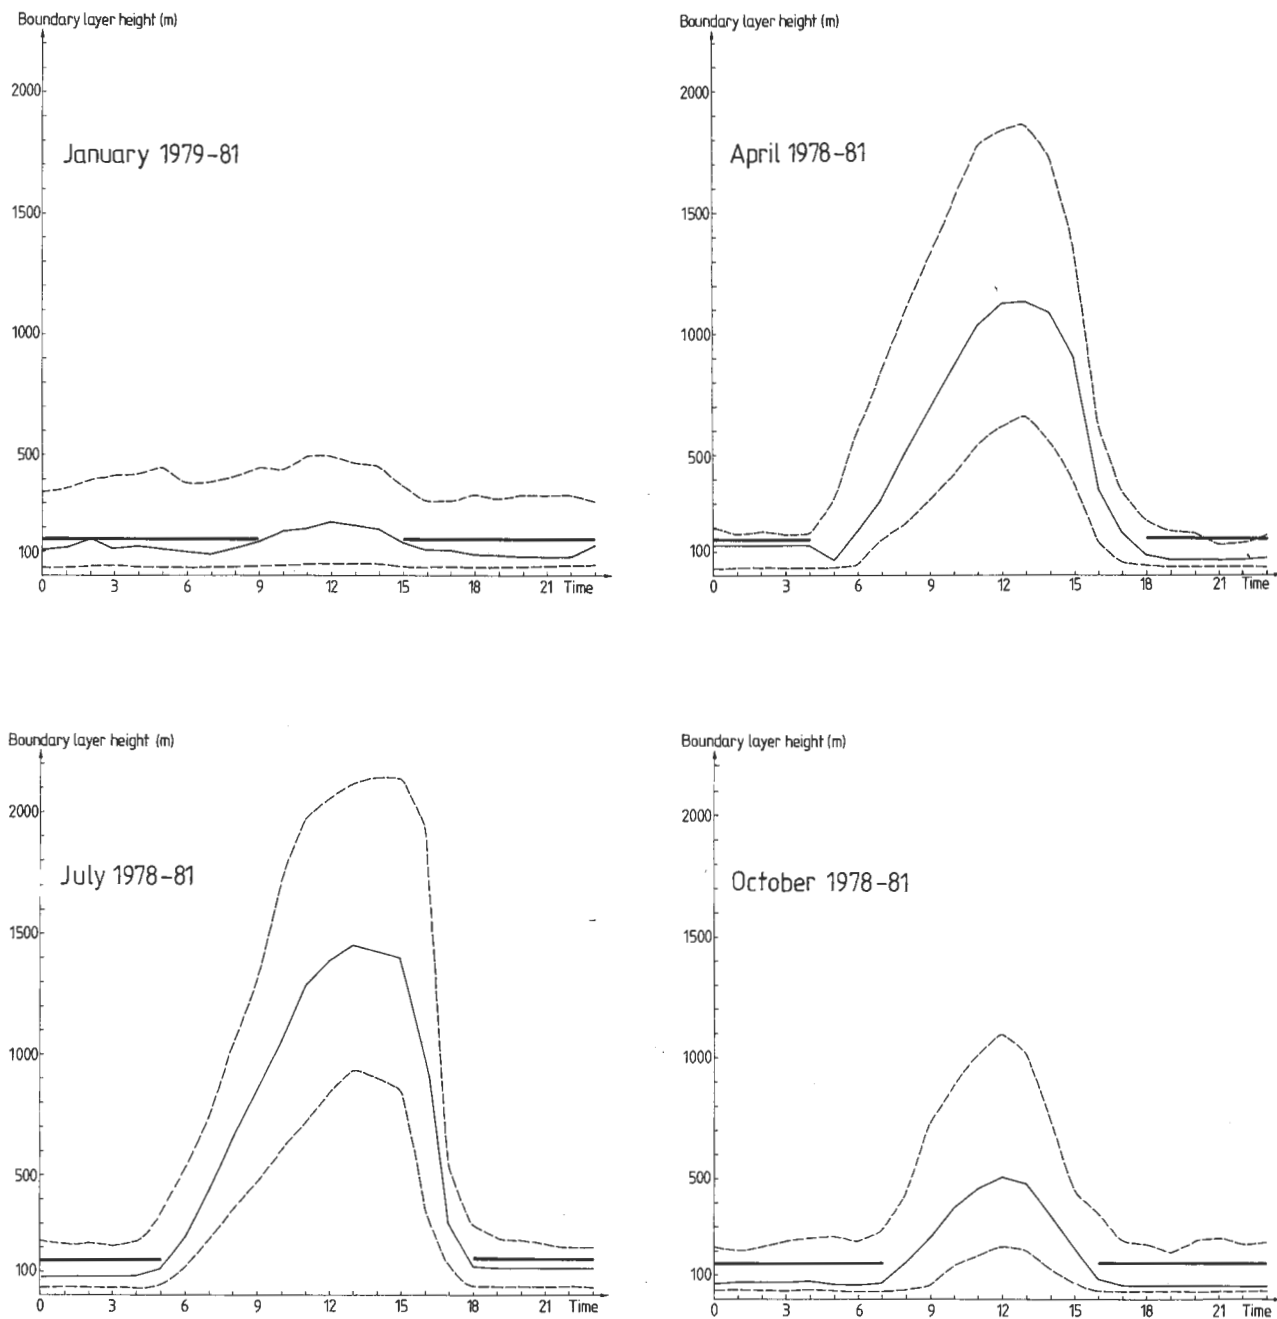 Boundary layer height (m)
2000
January 1979-81
1500
1000
500
100
0 3 6 9 12 15 18 21 Time
Boundary layer height (m)
2000
April 1978-81
1500
1000
500
100
0 3 6 9 12 15 18 21 Time
Boundary layer height (m)
2000
July 1978-81
1500
1000
500
100
0 3 6 9 12 15 18 21 Time
Boundary layer height (m)
2000
October 1978-81
1500
1000
500
100
0 3 6 9 12 15 18 21 Time